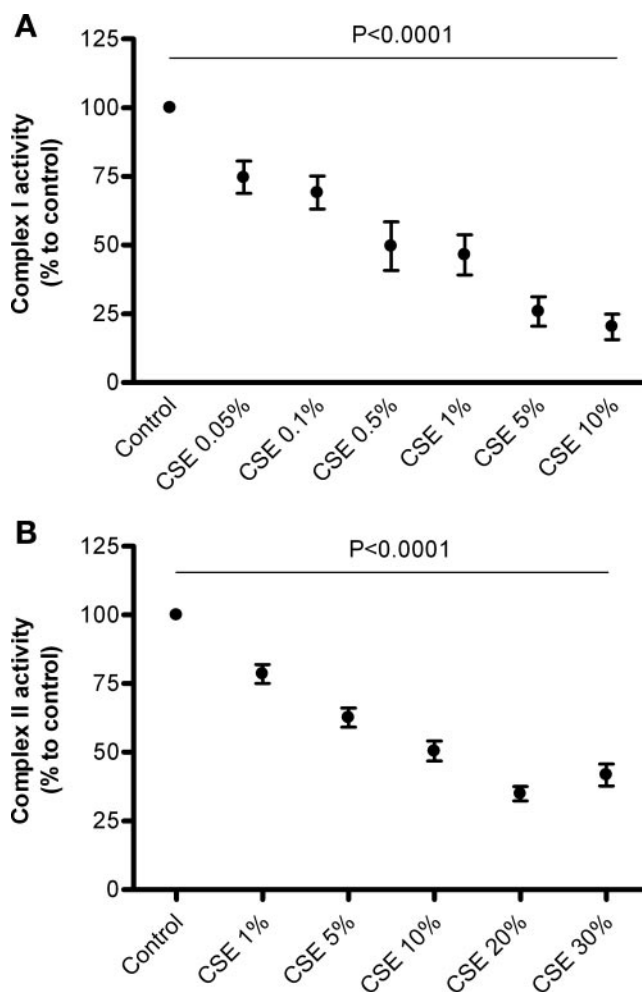 A
P<0.0001
Complex I activity
(% to control)
125
100
75
50
25
0
Control
CSE 0.05%
CSE 0.1%
CSE 0.5%
CSE 1%
CSE 5%
CSE 10%
B
P<0.0001
Complex II activity
(% to control)
125
100
75
50
25
0
Control
CSE 1%
CSE 5%
CSE 10%
CSE 20%
CSE 30%